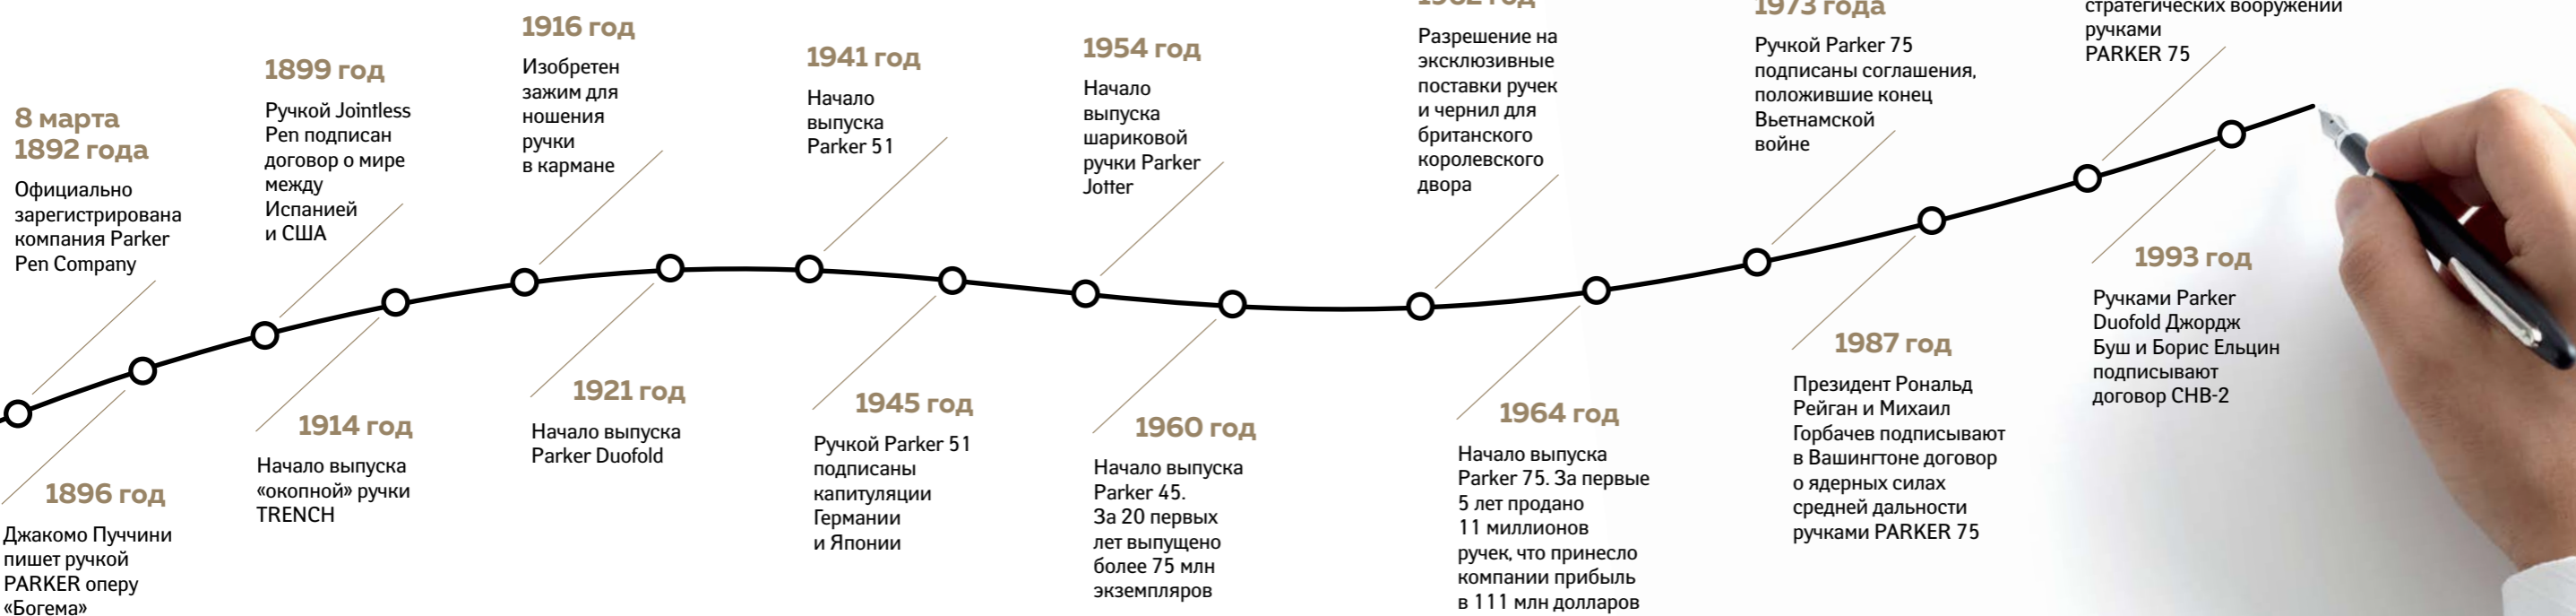 8 марта
1892 года
Официально
зарегистрирована
компания Parker
Pen Company
1896 год
Джакомо Пуччини
пишет ручкой
PARKER оперу
«Богема»
1899 год
Ручкой Jointless
Pen подписан
договор о мире
между
Испанией
и США
1914 год
Начало выпуска
«окопной» ручки
TRENCH
1916 год
Изобретен
зажим для
ношения
ручки
в кармане
1921 год
Начало выпуска
Parker Duofold
1941 год
Начало
выпуска
Parker 51
1945 год
Ручкой Parker 51
подписаны
капитуляции
Германии
и Японии
1954 год
Начало
выпуска
шариковой
ручки Parker
Jotter
1960 год
Начало выпуска
Parker 45.
За 20 первых
лет выпущено
более 75 млн
экземпляров
1962 год
Разрешение на
эксклюзивные
поставки ручек
и чернил для
британского
королевского
двора
1964 год
Начало выпуска
Parker 75. За первые
5 лет продано
11 миллионов
ручек, что принесло
компании прибыль
в 111 млн долларов
1973 года
Ручкой Parker 75
подписаны соглашения,
положившие конец
Вьетнамской
войне
1987 год
Президент Рональд
Рейган и Михаил
Горбачев подписывают
в Вашингтоне договор
о ядерных силах
средней дальности
ручками PARKER 75
стратегических вооружений
ручками
PARKER 75
1993 год
Ручками Parker
Duofold Джордж
Буш и Борис Ельцин
подписывают
договор СНВ-2